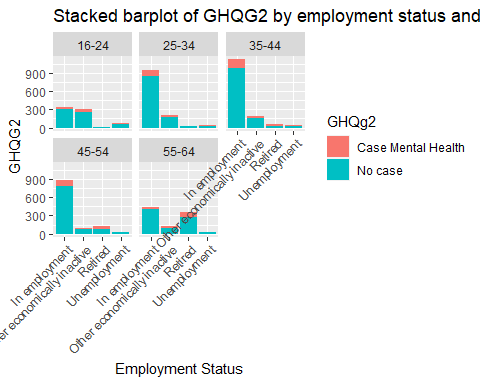 Stacked barplot of GHQG2 by employment status and
16-24 25-34 35-44
900
600
300
0
GHQG2
45-54 55-64
900
600
300
0
In employment
Other economically inactive
Retired
Unemployment
In employment
er economically inactive
Retired
Unemployment
In employment
Other economically inactive
Retired
Unemployment
Employment Status
GHQg2
Case Mental Health
No case